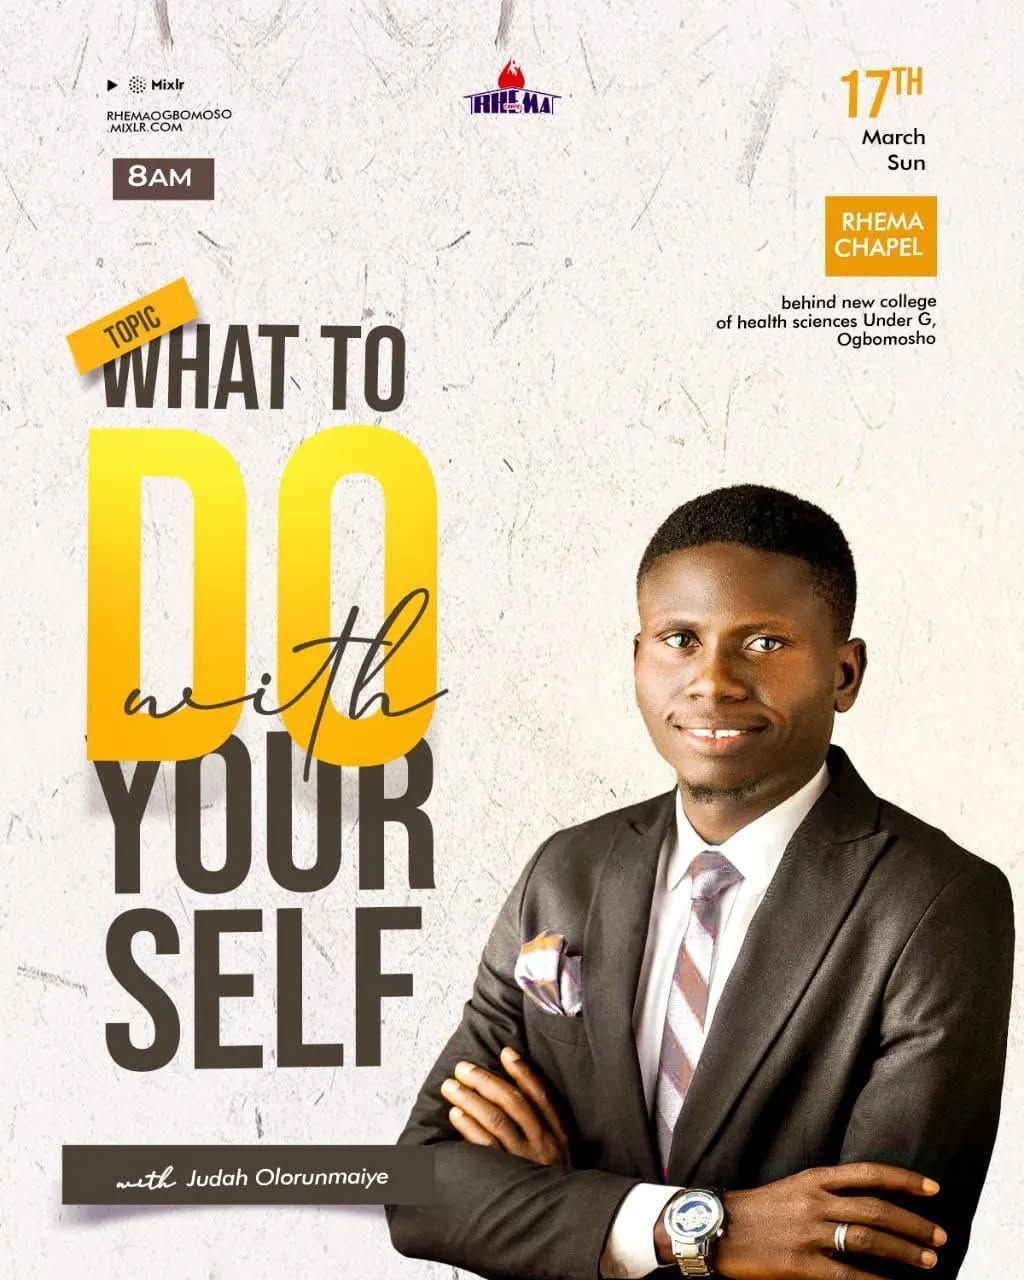 Mixlr
RHEMAOGBOMOSO
.MIXLR.COM
8AM
RHEMA
17TH
March
Sun
RHEMA
CHAPEL
behind new college
of health sciences Under G,
Ogbomosho
TOPIC
WHAT TO
DO
with
YOUR
SELF
with Judah Olorunmaiye